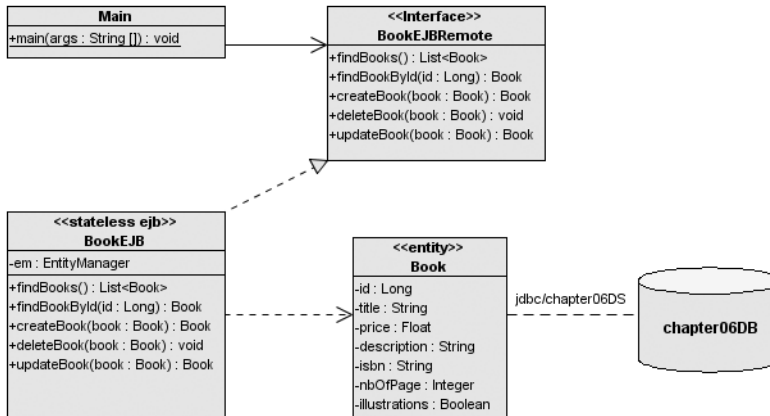 Main
+main(args : String []) : void
<<Interface>>
BookEJBRemote
+findBooks() : List<Book>
+findBookById(id : Long) : Book
+createBook(book : Book) : Book
+deleteBook(book : Book) : void
+updateBook(book : Book) : Book
<<stateless ejb>>
BookEJB
-em : EntityManager
+findBooks() : List<Book>
+findBookById(id : Long) : Book
+createBook(book : Book) : Book
+deleteBook(book : Book) : void
+updateBook(book : Book) : Book
<<entity>>
Book
-id : Long
-title : String
-price : Float
-description : String
-isbn : String
-nbOfPage : Integer
-illustrations : Boolean
jdbc/chapter06DS
chapter06DB